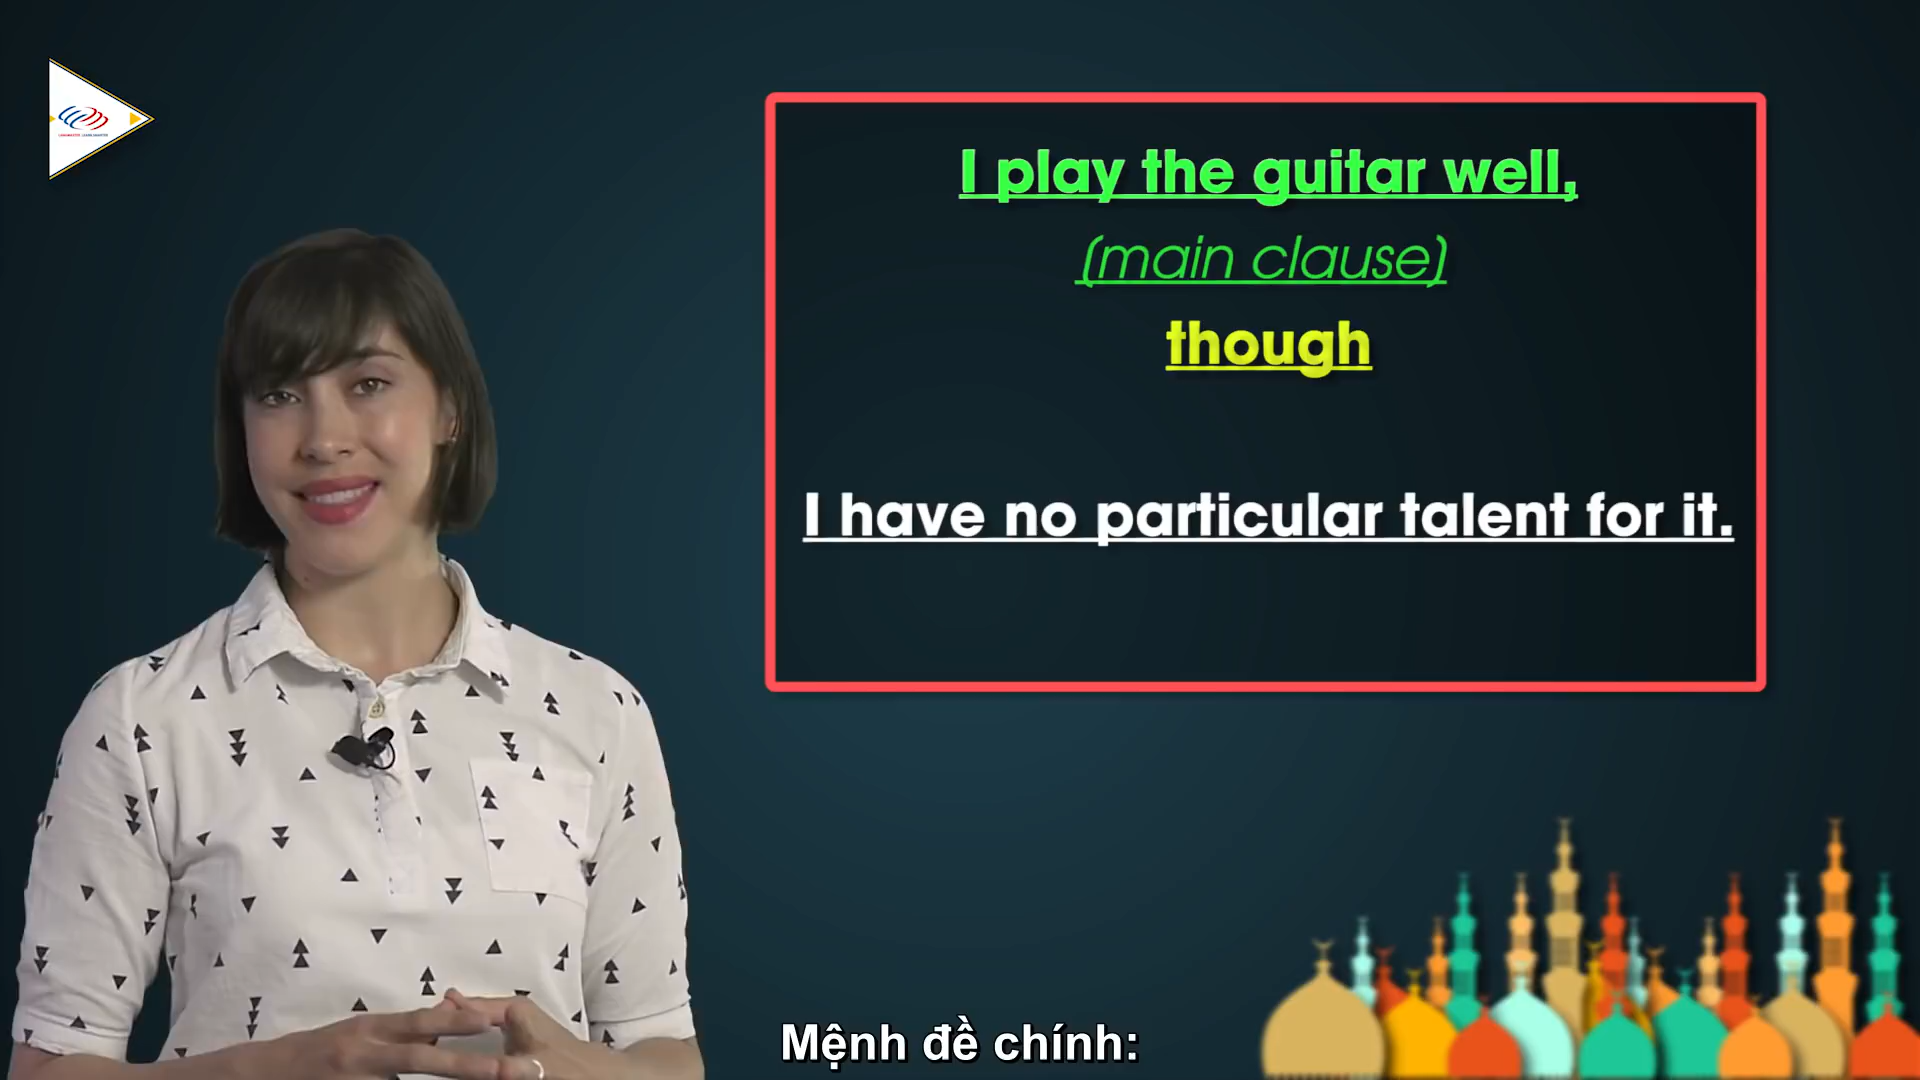 I play the guitar well,
(main clause)
though
I have no particular talent for it.
Mệnh đề chính: